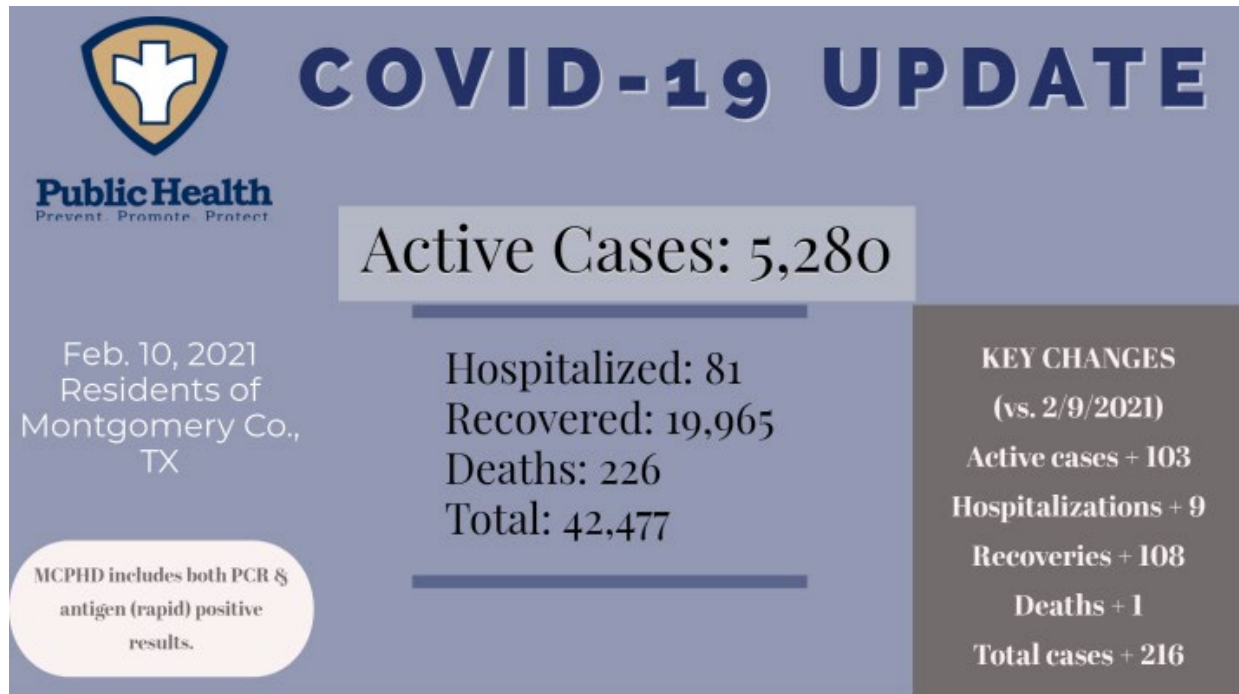 COVID-19 UPDATE
Public Health
Prevent. Promote. Protect.
Active Cases: 5,280
Feb. 10, 2021
Residents of
Montgomery Co.,
TX
Hospitalized: 81
Recovered: 19,965
Deaths: 226
Total: 42,477
MCPHD includes both PCR &
antigen (rapid) positive
results.
KEY CHANGES
(vs. 2/9/2021)
Active cases + 103
Hospitalizations + 9
Recoveries + 108
Deaths + 1
Total cases + 216